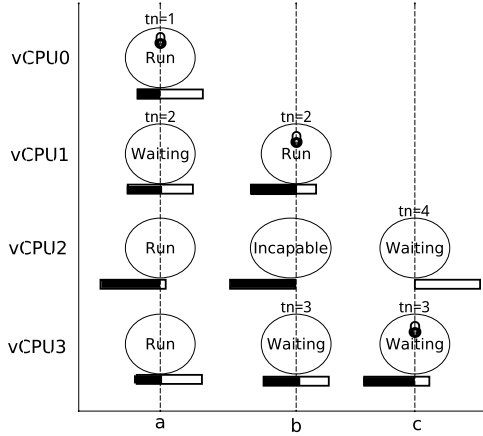 tn=1
vCPU0
Run
tn=2
tn=2
vCPU1
Waiting
Run
tn=4
vCPU2
Run
Incapable
Waiting
tn=3
tn=3
vCPU3
Run
Waiting
Waiting
a
b
c